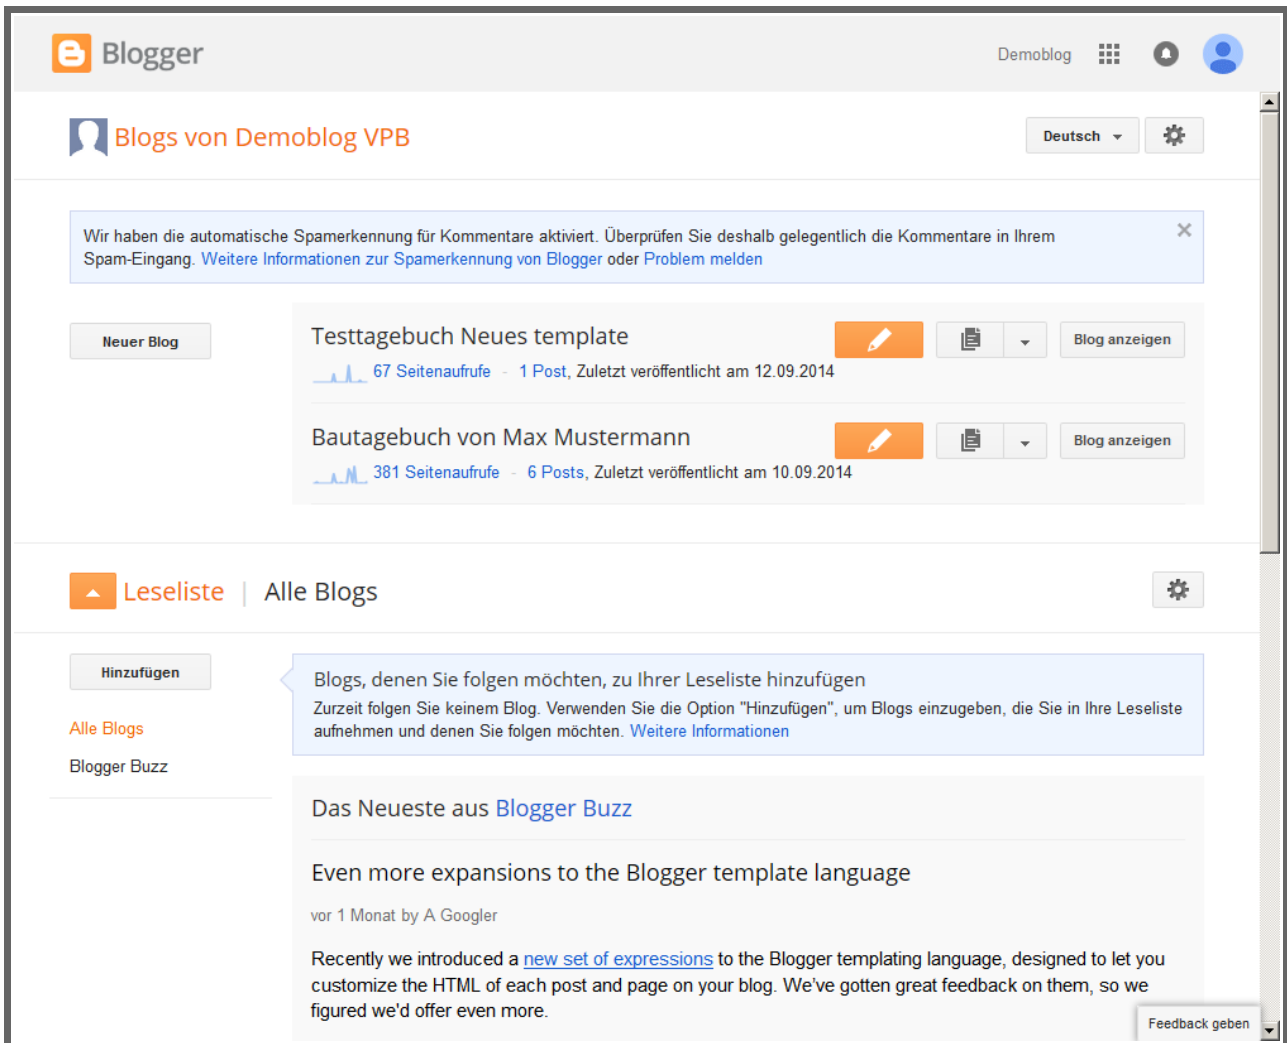 Blogger
Demoblog
Blogs von Demoblog VPB
Deutsch
Wir haben die automatische Spamerkennung für Kommentare aktiviert. Überprüfen Sie deshalb gelegentlich die Kommentare in Ihrem
Spam-Eingang. Weitere Informationen zur Spamerkennung von Blogger oder Problem melden
Neuer Blog
Testtagebuch Neues template
Blog anzeigen
67 Seitenaufrufe - 1 Post, Zuletzt veröffentlicht am 12.09.2014
Bautagebuch von Max Mustermann
Blog anzeigen
381 Seitenaufrufe - 6 Posts, Zuletzt veröffentlicht am 10.09.2014
Leseliste | Alle Blogs
Hinzufügen
Alle Blogs
Blogger Buzz
Blogs, denen Sie folgen möchten, zu Ihrer Leseliste hinzufügen
Zurzeit folgen Sie keinem Blog. Verwenden Sie die Option "Hinzufügen", um Blogs einzugeben, die Sie in Ihre Leseliste
aufnehmen und denen Sie folgen möchten. Weitere Informationen
Das Neueste aus Blogger Buzz
Even more expansions to the Blogger template language
vor 1 Monat by A Googler
Recently we introduced a new set of expressions to the Blogger templating language, designed to let you
customize the HTML of each post and page on your blog. We've gotten great feedback on them, so we
figured we'd offer even more.
Feedback geben